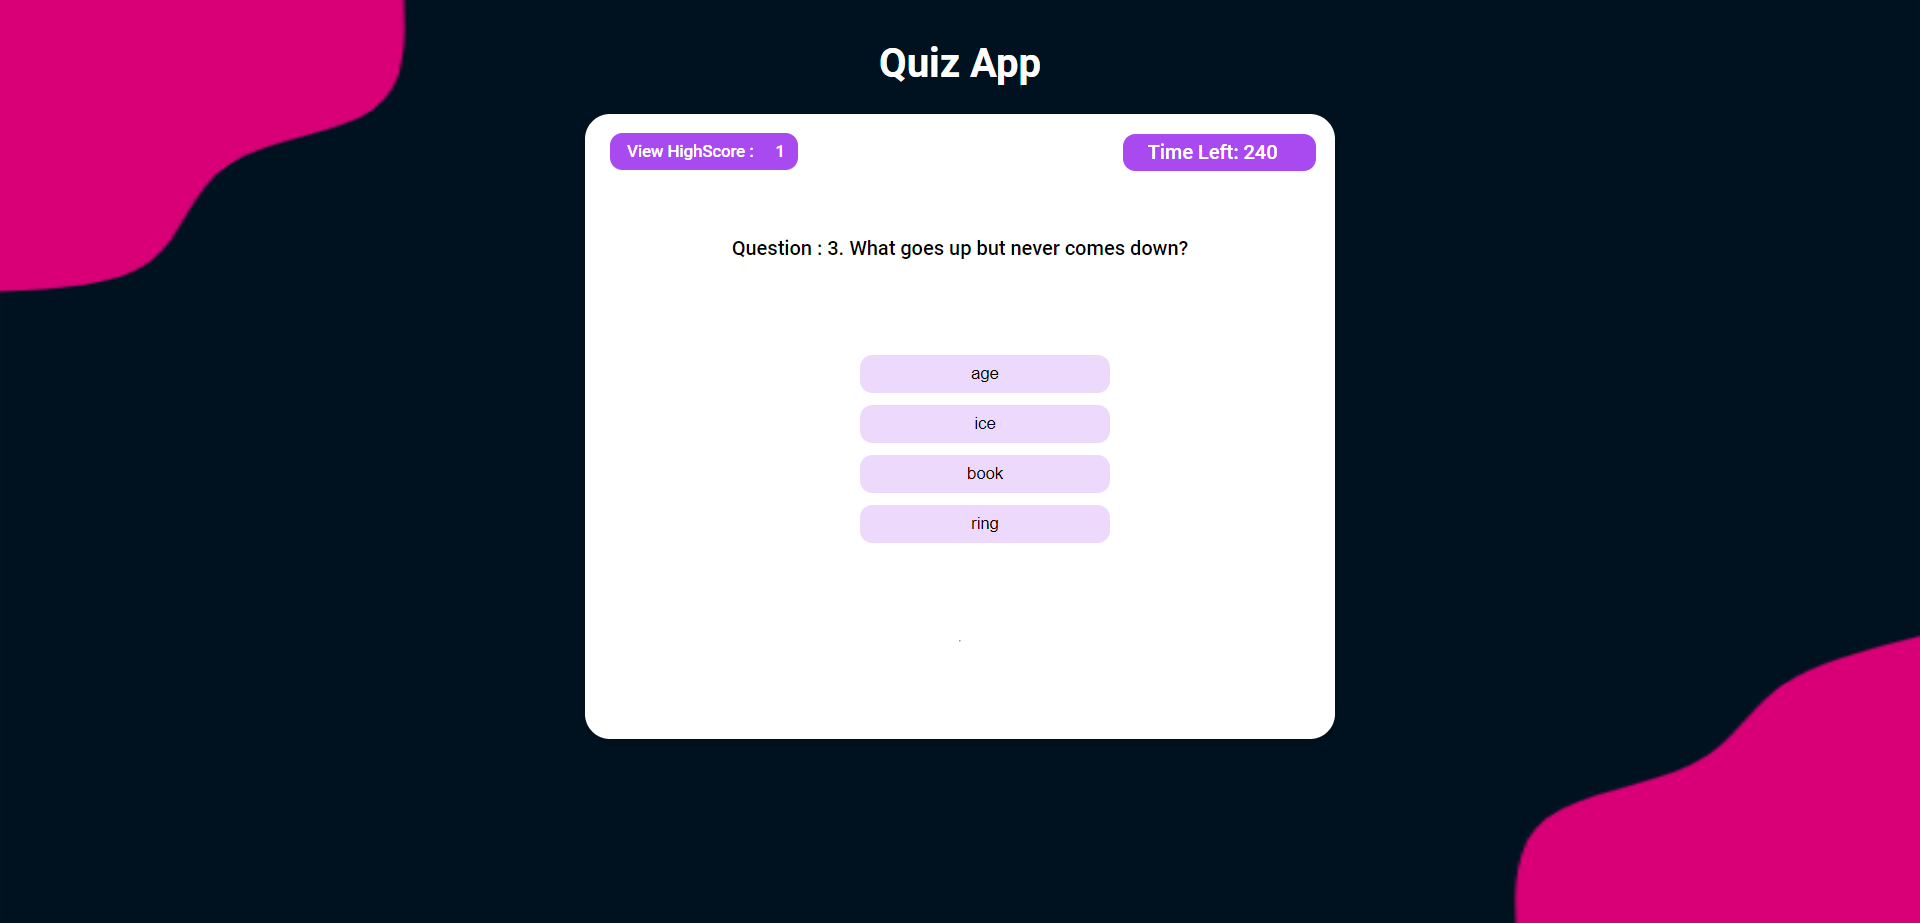 Quiz App
View HighScore : 1
Time Left: 240
Question : 3. What goes up but never comes down?
age
ice
book
ring